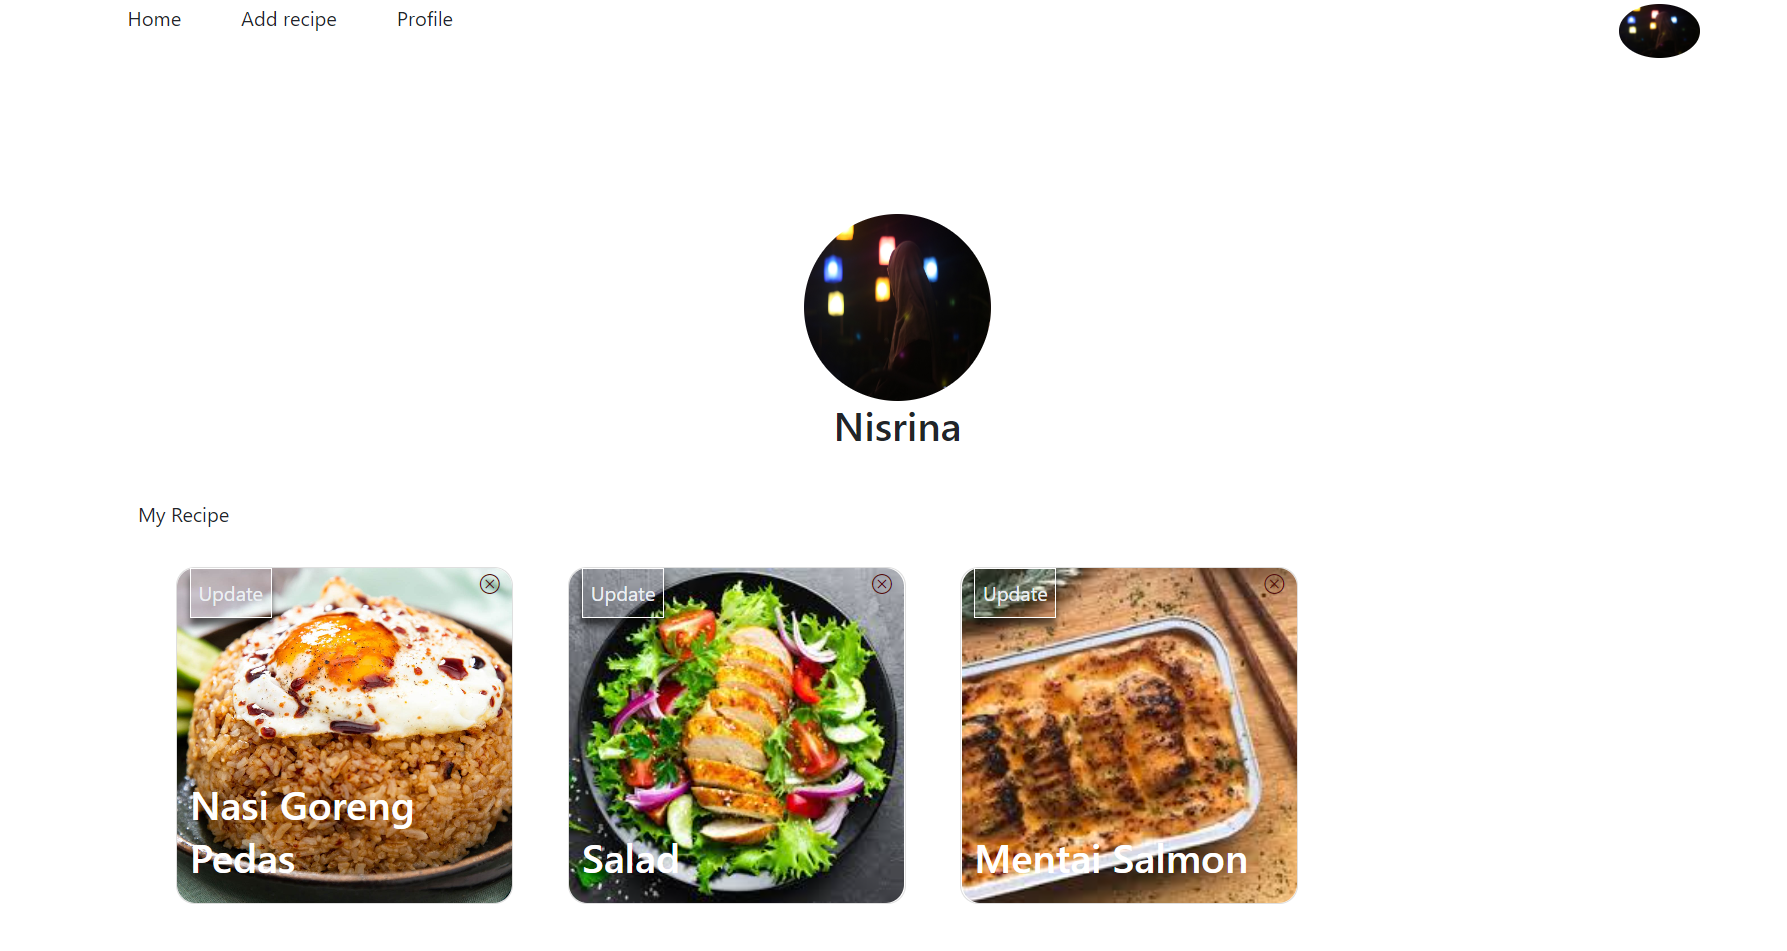 Home Add recipe Profile
Nisrina
My Recipe
Update
Nasi Goreng
Pedas
Update
Salad
Update
Mentai Salmon